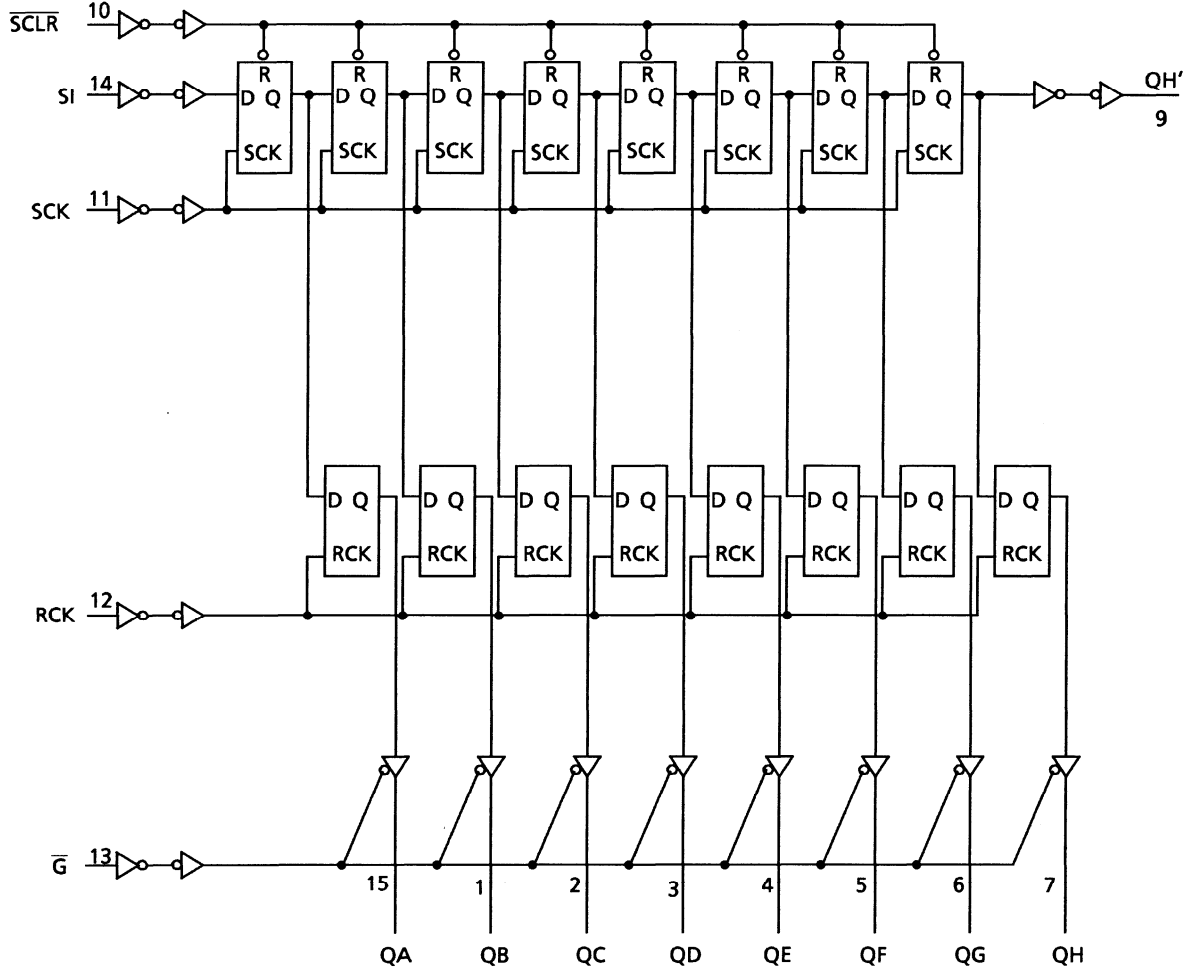 S̅C̅L̅R̅ 10
R R R R R R R R
SI 14 D Q D Q D Q D Q D Q D Q D Q D Q QH' 9
SCK SCK SCK SCK SCK SCK SCK SCK
SCK 11
D Q D Q D Q D Q D Q D Q D Q D Q
RCK RCK RCK RCK RCK RCK RCK RCK
RCK 12
G̅ 13
15 1 2 3 4 5 6 7
QA QB QC QD QE QF QG QH